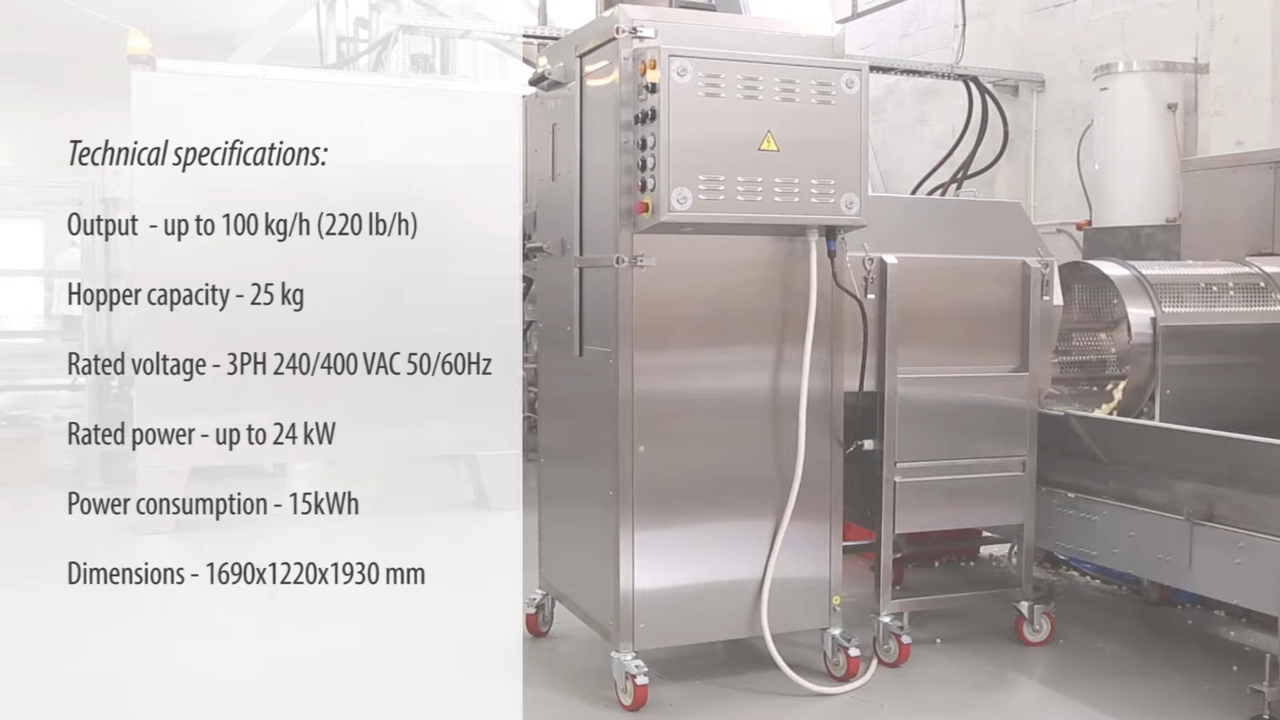 Technical specifications:
Output - up to 100 kg/h (220 lb/h)
Hopper capacity - 25 kg
Rated voltage - 3PH 240/400 VAC 50/60Hz
Rated power - up to 24 kW
Power consumption - 15kWh
Dimensions - 1690x1220x1930 mm